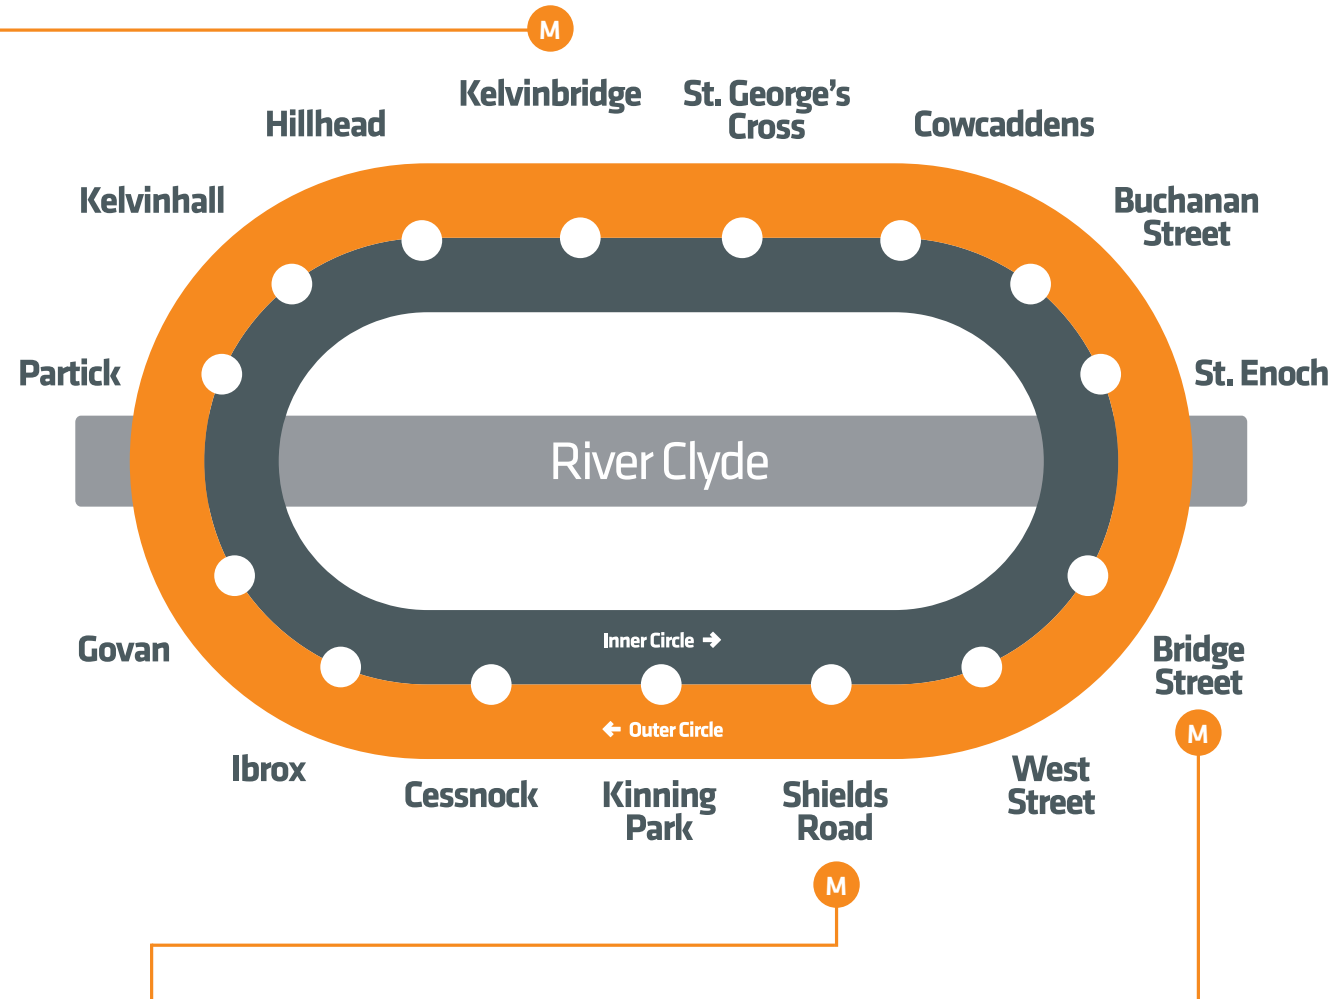 M
Kelvinbridge
St. George's
Cross
Hillhead
Cowcaddens
Kelvinhall
Buchanan
Street
Partick
St. Enoch
River Clyde
Inner Circle →
← Outer Circle
Govan
Bridge
Street
M
Ibrox
West
Street
Cessnock
Kinning
Park
Shields
Road
M